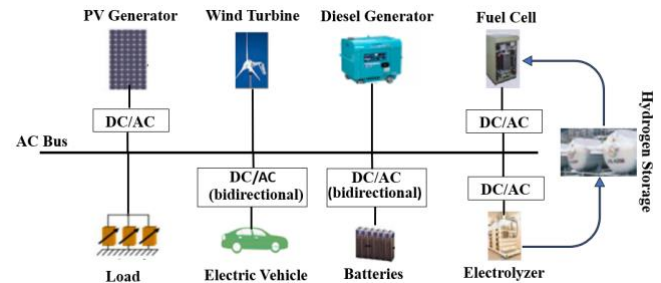 PV Generator
Wind Turbine
Diesel Generator
Fuel Cell
DC/AC
DC/AC
AC Bus
DC/AC
(bidirectional)
DC/AC
(bidirectional)
DC/AC
Hydrogen Storage
Load
Electric Vehicle
Batteries
Electrolyzer